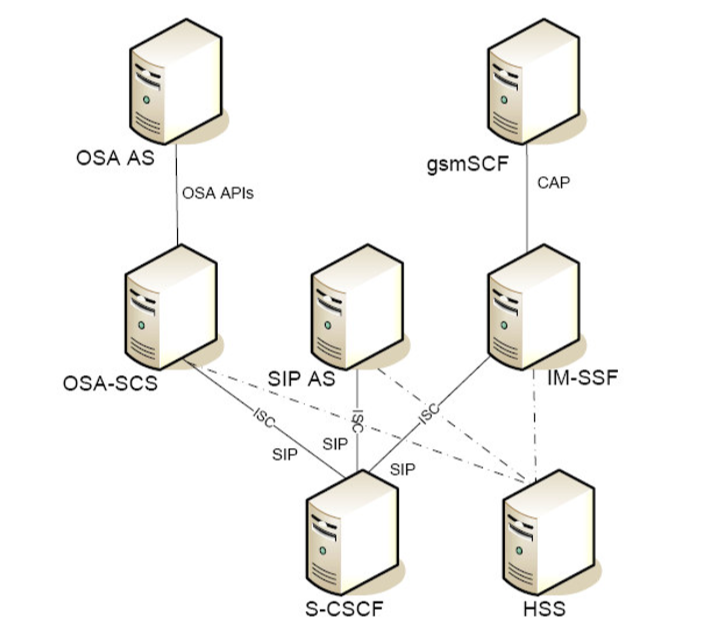 OSA AS
gsmSCF
CAP
OSA APIs
OSA-SCS
SIP AS
IM-SSF
ISC
ISC
ISC
SIP
SIP
SIP
S-CSCF
HSS